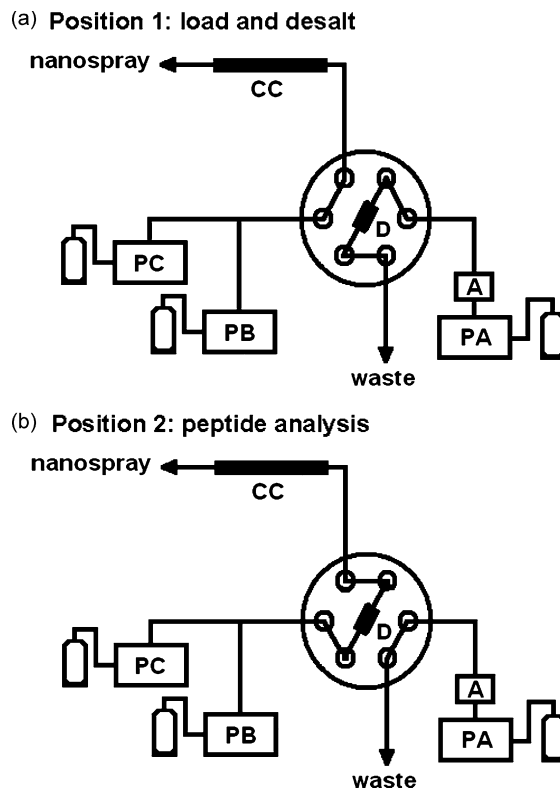 (a) Position 1: load and desalt
nanospray
CC
D
PC
A
PB
PA
waste
(b) Position 2: peptide analysis
nanospray
CC
D
PC
A
PB
PA
waste